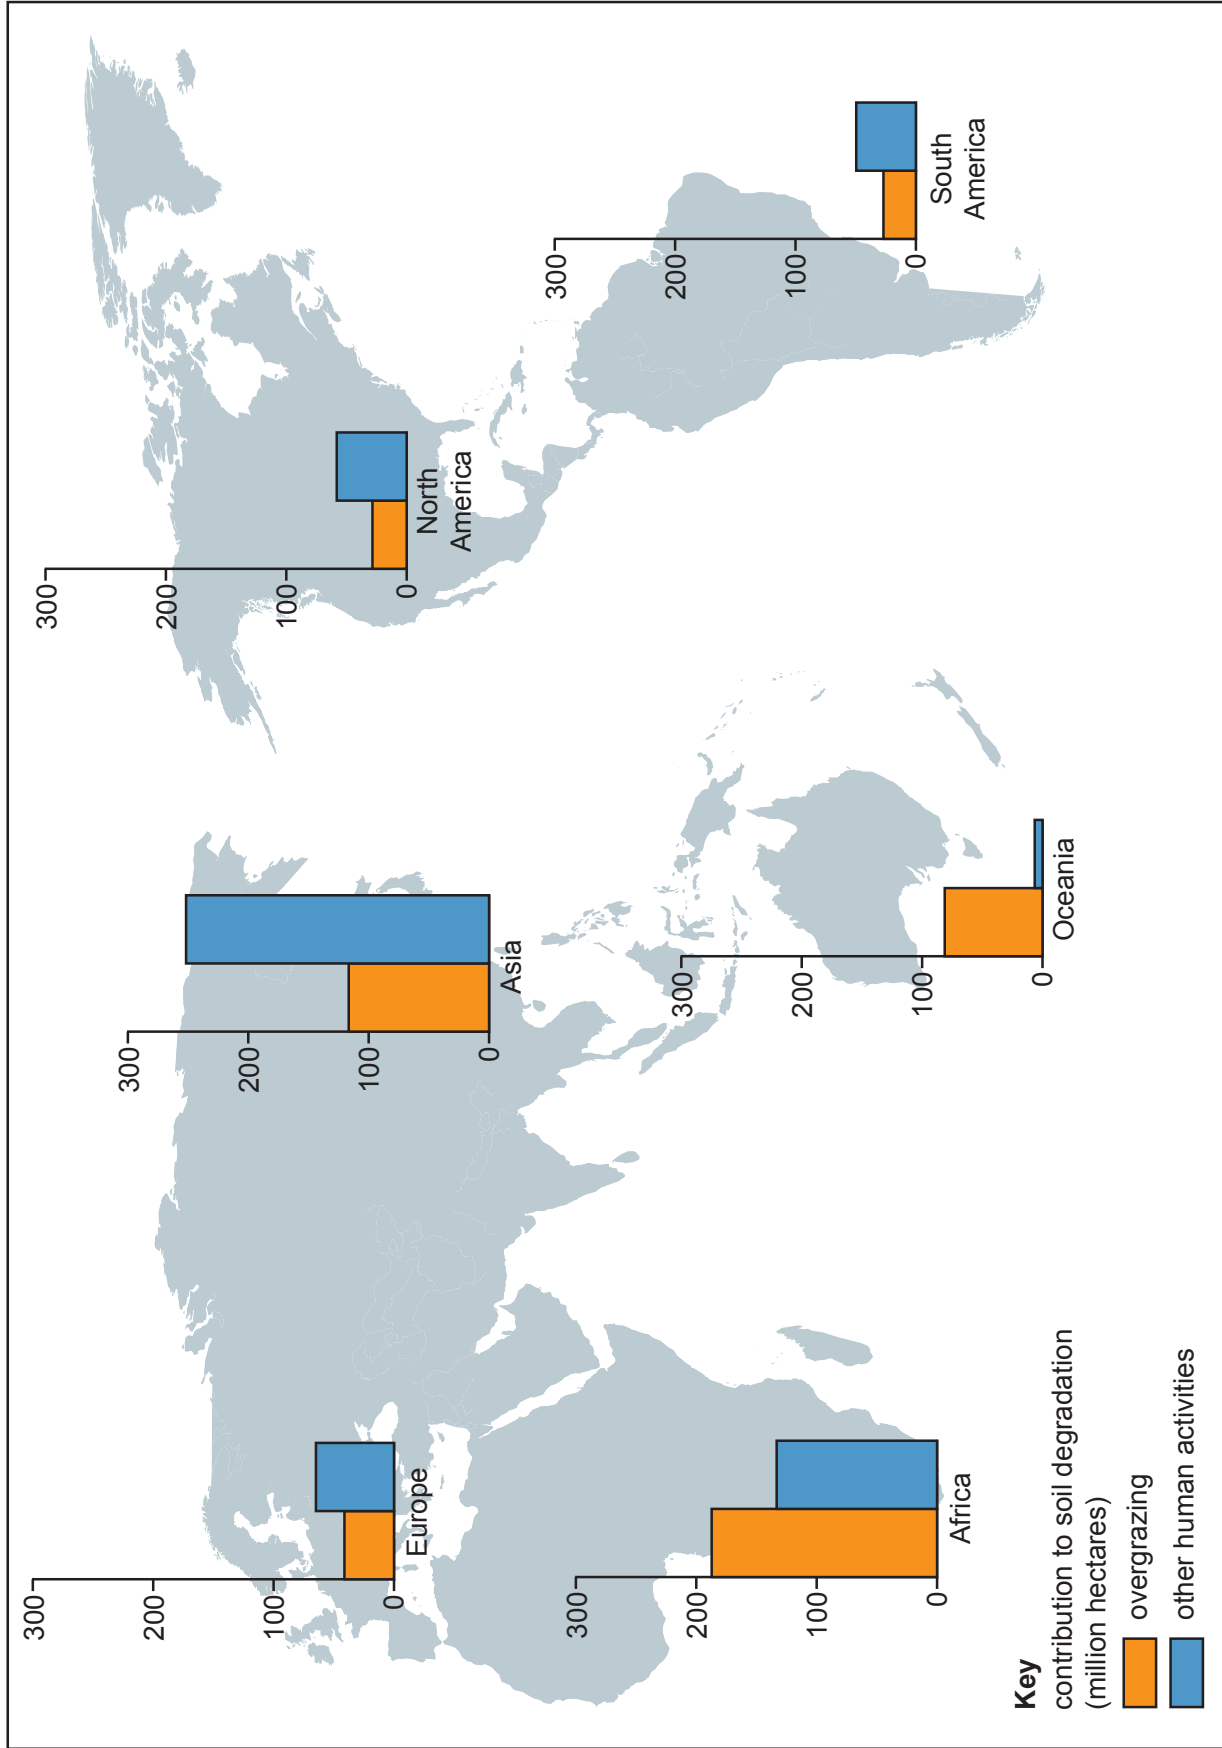 300
200
100
0
Europe
300
200
100
0
Asia
300
200
100
0
North
America
300
200
100
0
Africa
300
200
100
0
Oceania
300
200
100
0
South
America
Key
contribution to soil degradation
(million hectares)
overgrazing
other human activities